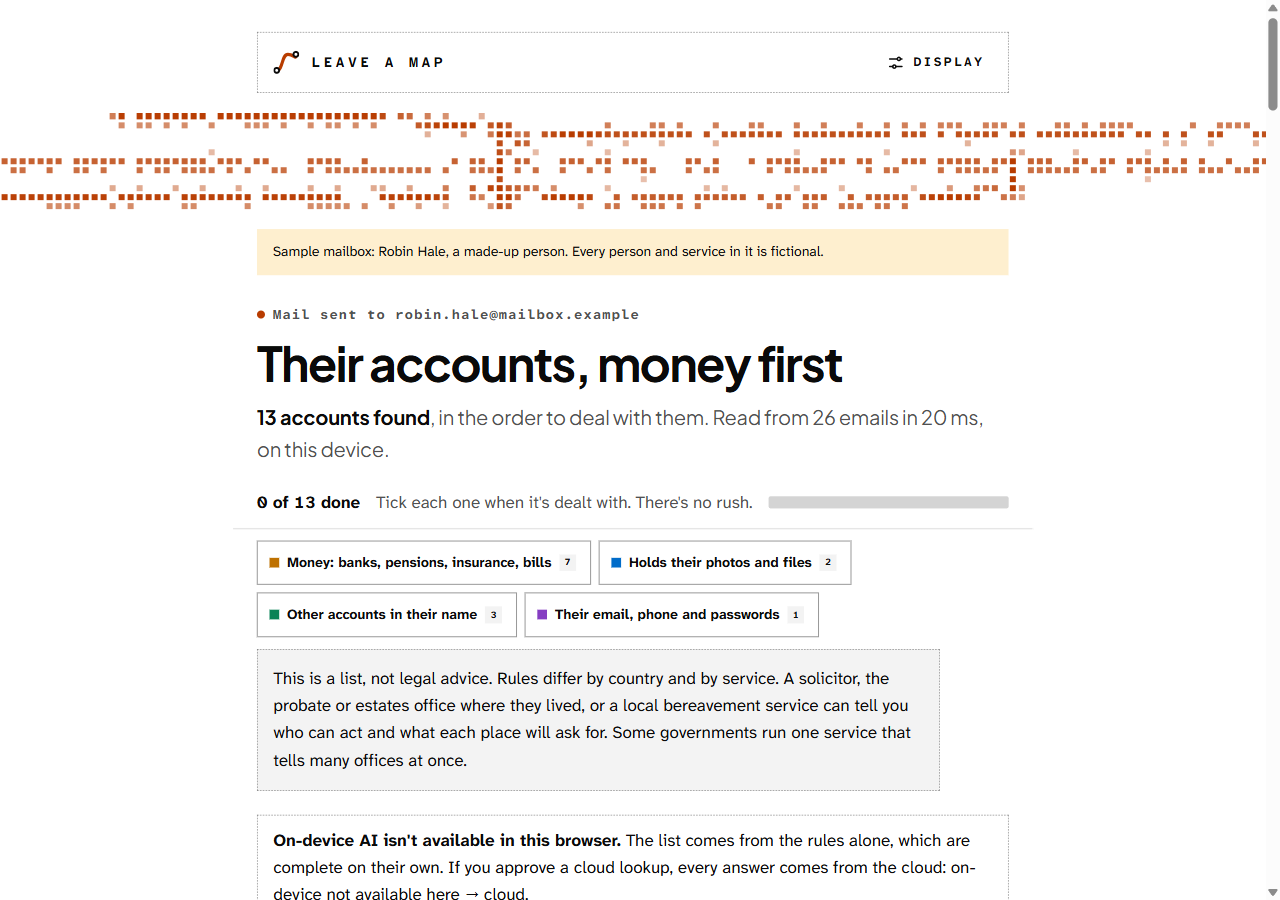 LEAVE A MAP
DISPLAY
Sample mailbox: Robin Hale, a made-up person. Every person and service in it is fictional.
Mail sent to robin.hale@mailbox.example
Their accounts, money first
13 accounts found, in the order to deal with them. Read from 26 emails in 20 ms,
on this device.
0 of 13 done Tick each one when it's dealt with. There's no rush.
Money: banks, pensions, insurance, bills 7
Holds their photos and files 2
Other accounts in their name 3
Their email, phone and passwords 1
This is a list, not legal advice. Rules differ by country and by service. A solicitor, the
probate or estates office where they lived, or a local bereavement service can tell you
who can act and what each place will ask for. Some governments run one service that
tells many offices at once.
On-device AI isn't available in this browser. The list comes from the rules alone, which are
complete on their own. If you approve a cloud lookup, every answer comes from the cloud: on-
device not available here → cloud.